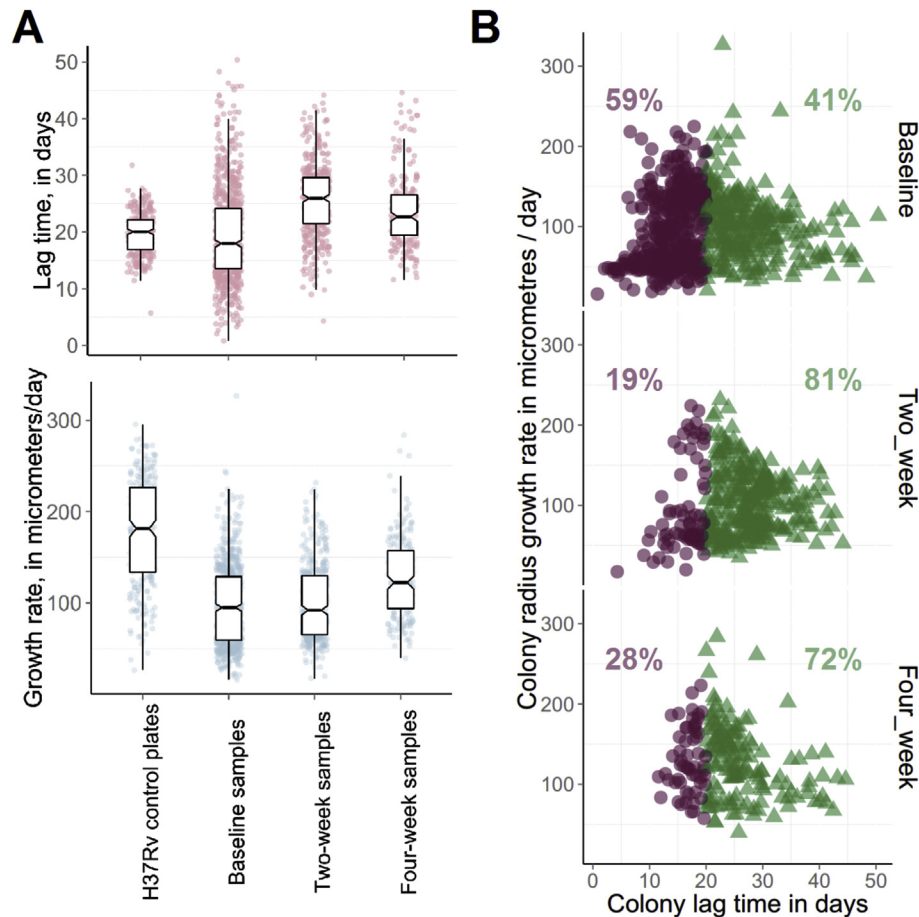 A
Lag time, in days
50
40
30
20
10
0
Growth rate, in micrometers/day
300
200
100
H37Rv control plates
Baseline samples
Two-week samples
Four-week samples
B
Colony radius growth rate in micrometres / day
300
200
100
59%
41%
Baseline
300
200
100
19%
81%
Two_week
300
200
100
28%
72%
Four_week
0
10
20
30
40
50
Colony lag time in days